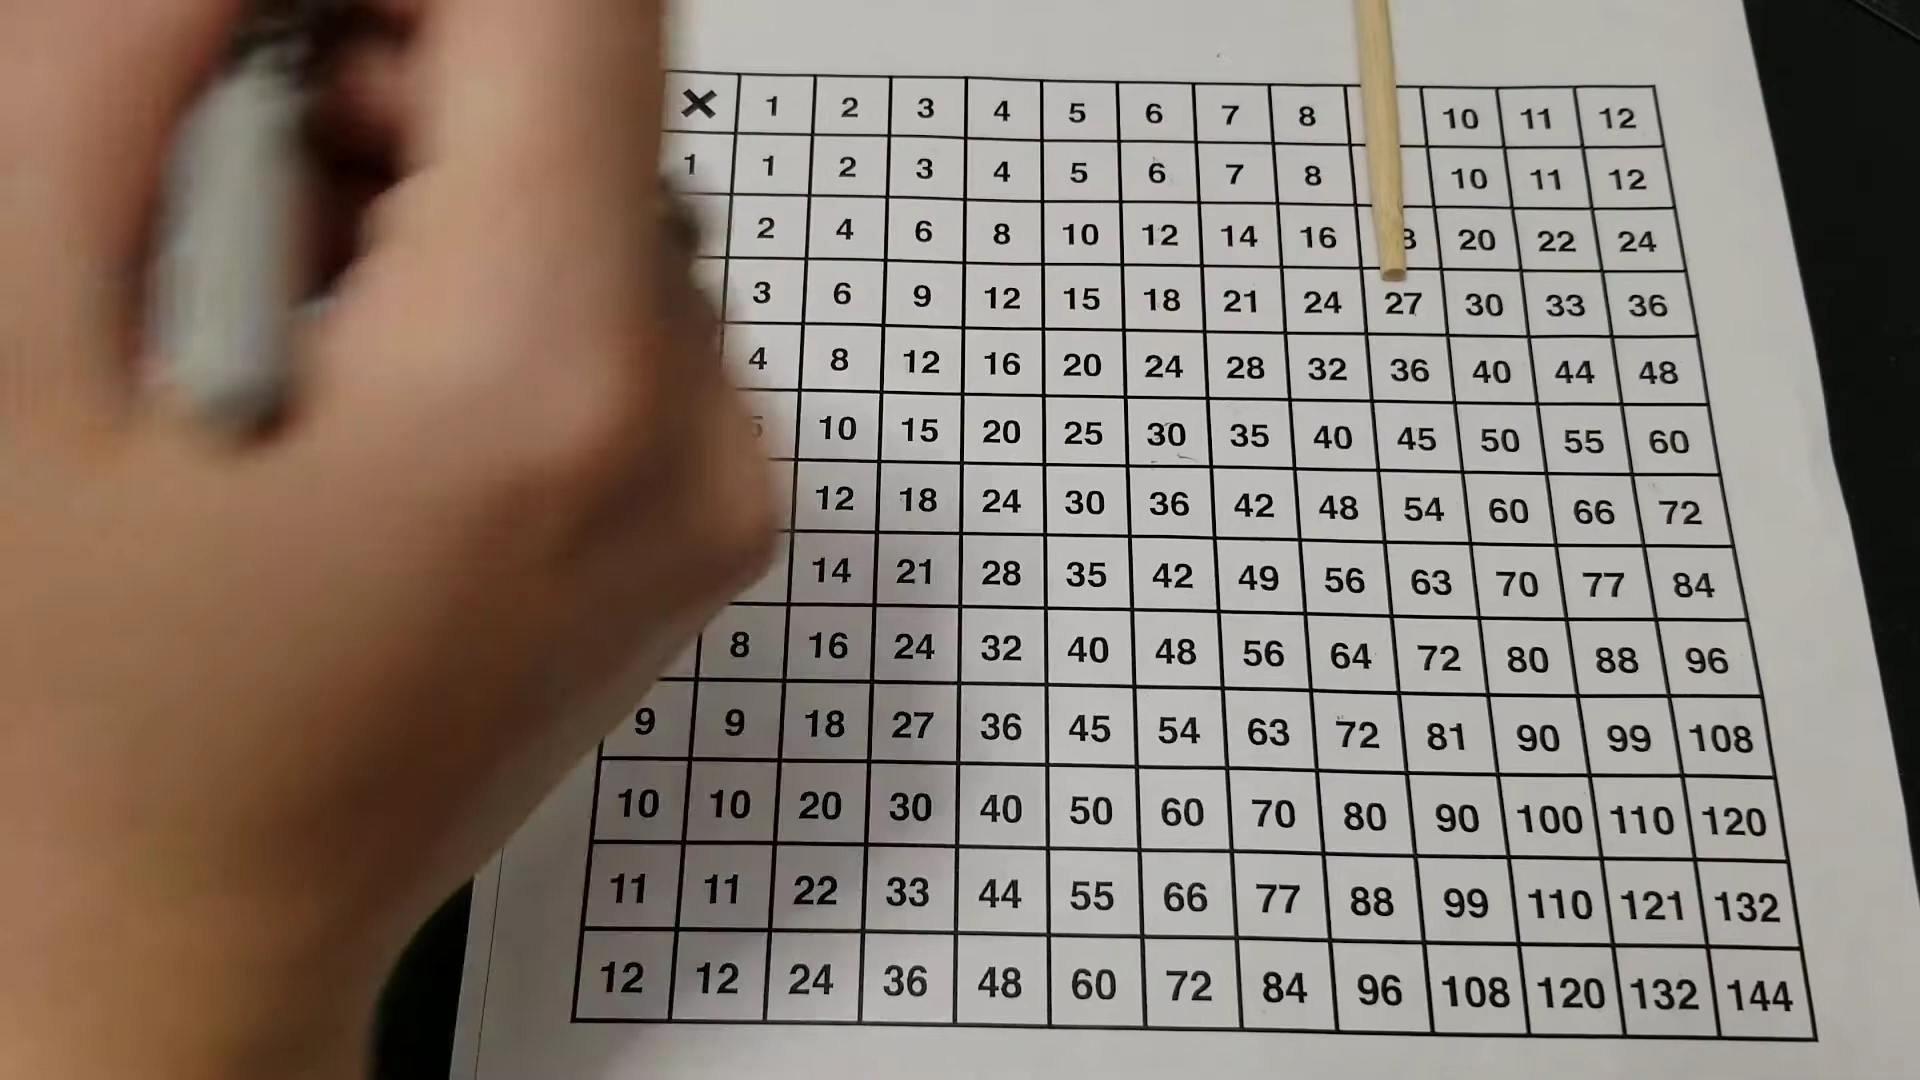 × 1 2 3 4 5 6 7 8 10 11 12
1 1 2 3 4 5 6 7 8 10 11 12
2 4 6 8 10 12 14 16 20 22 24
3 6 9 12 15 18 21 24 27 30 33 36
4 8 12 16 20 24 28 32 36 40 44 48
10 15 20 25 30 35 40 45 50 55 60
12 18 24 30 36 42 48 54 60 66 72
14 21 28 35 42 49 56 63 70 77 84
8 16 24 32 40 48 56 64 72 80 88 96
9 9 18 27 36 45 54 63 72 81 90 99 108
10 10 20 30 40 50 60 70 80 90 100 110 120
11 11 22 33 44 55 66 77 88 99 110 121 132
12 12 24 36 48 60 72 84 96 108 120 132 144